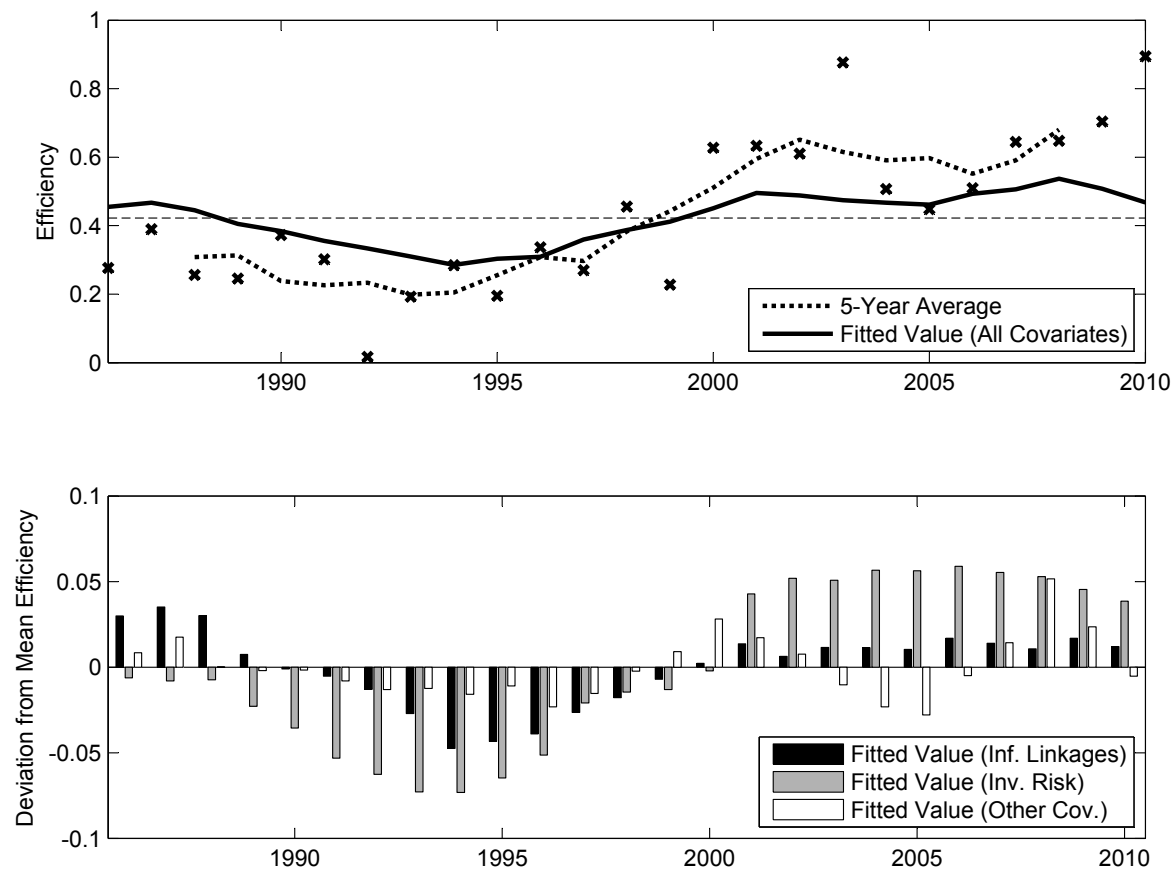 1
0.8
0.6
0.4
0.2
0
Efficiency
5-Year Average
Fitted Value (All Covariates)
1990 1995 2000 2005 2010
0.1
0.05
0
-0.05
-0.1
Deviation from Mean Efficiency
Fitted Value (Inf. Linkages)
Fitted Value (Inv. Risk)
Fitted Value (Other Cov.)
1990 1995 2000 2005 2010